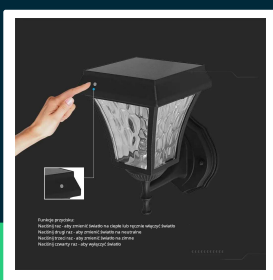 Funkcje przycisku
Naciśnij raz - aby zmienić światło na ciepłe lub ręcznie włączyć światło
Naciśnij drugi raz - aby zmienić światło na neutralne
Naciśnij trzeci raz - aby zmienić światło na zimne
Naciśnij czwarty raz - aby wyłączyć światło